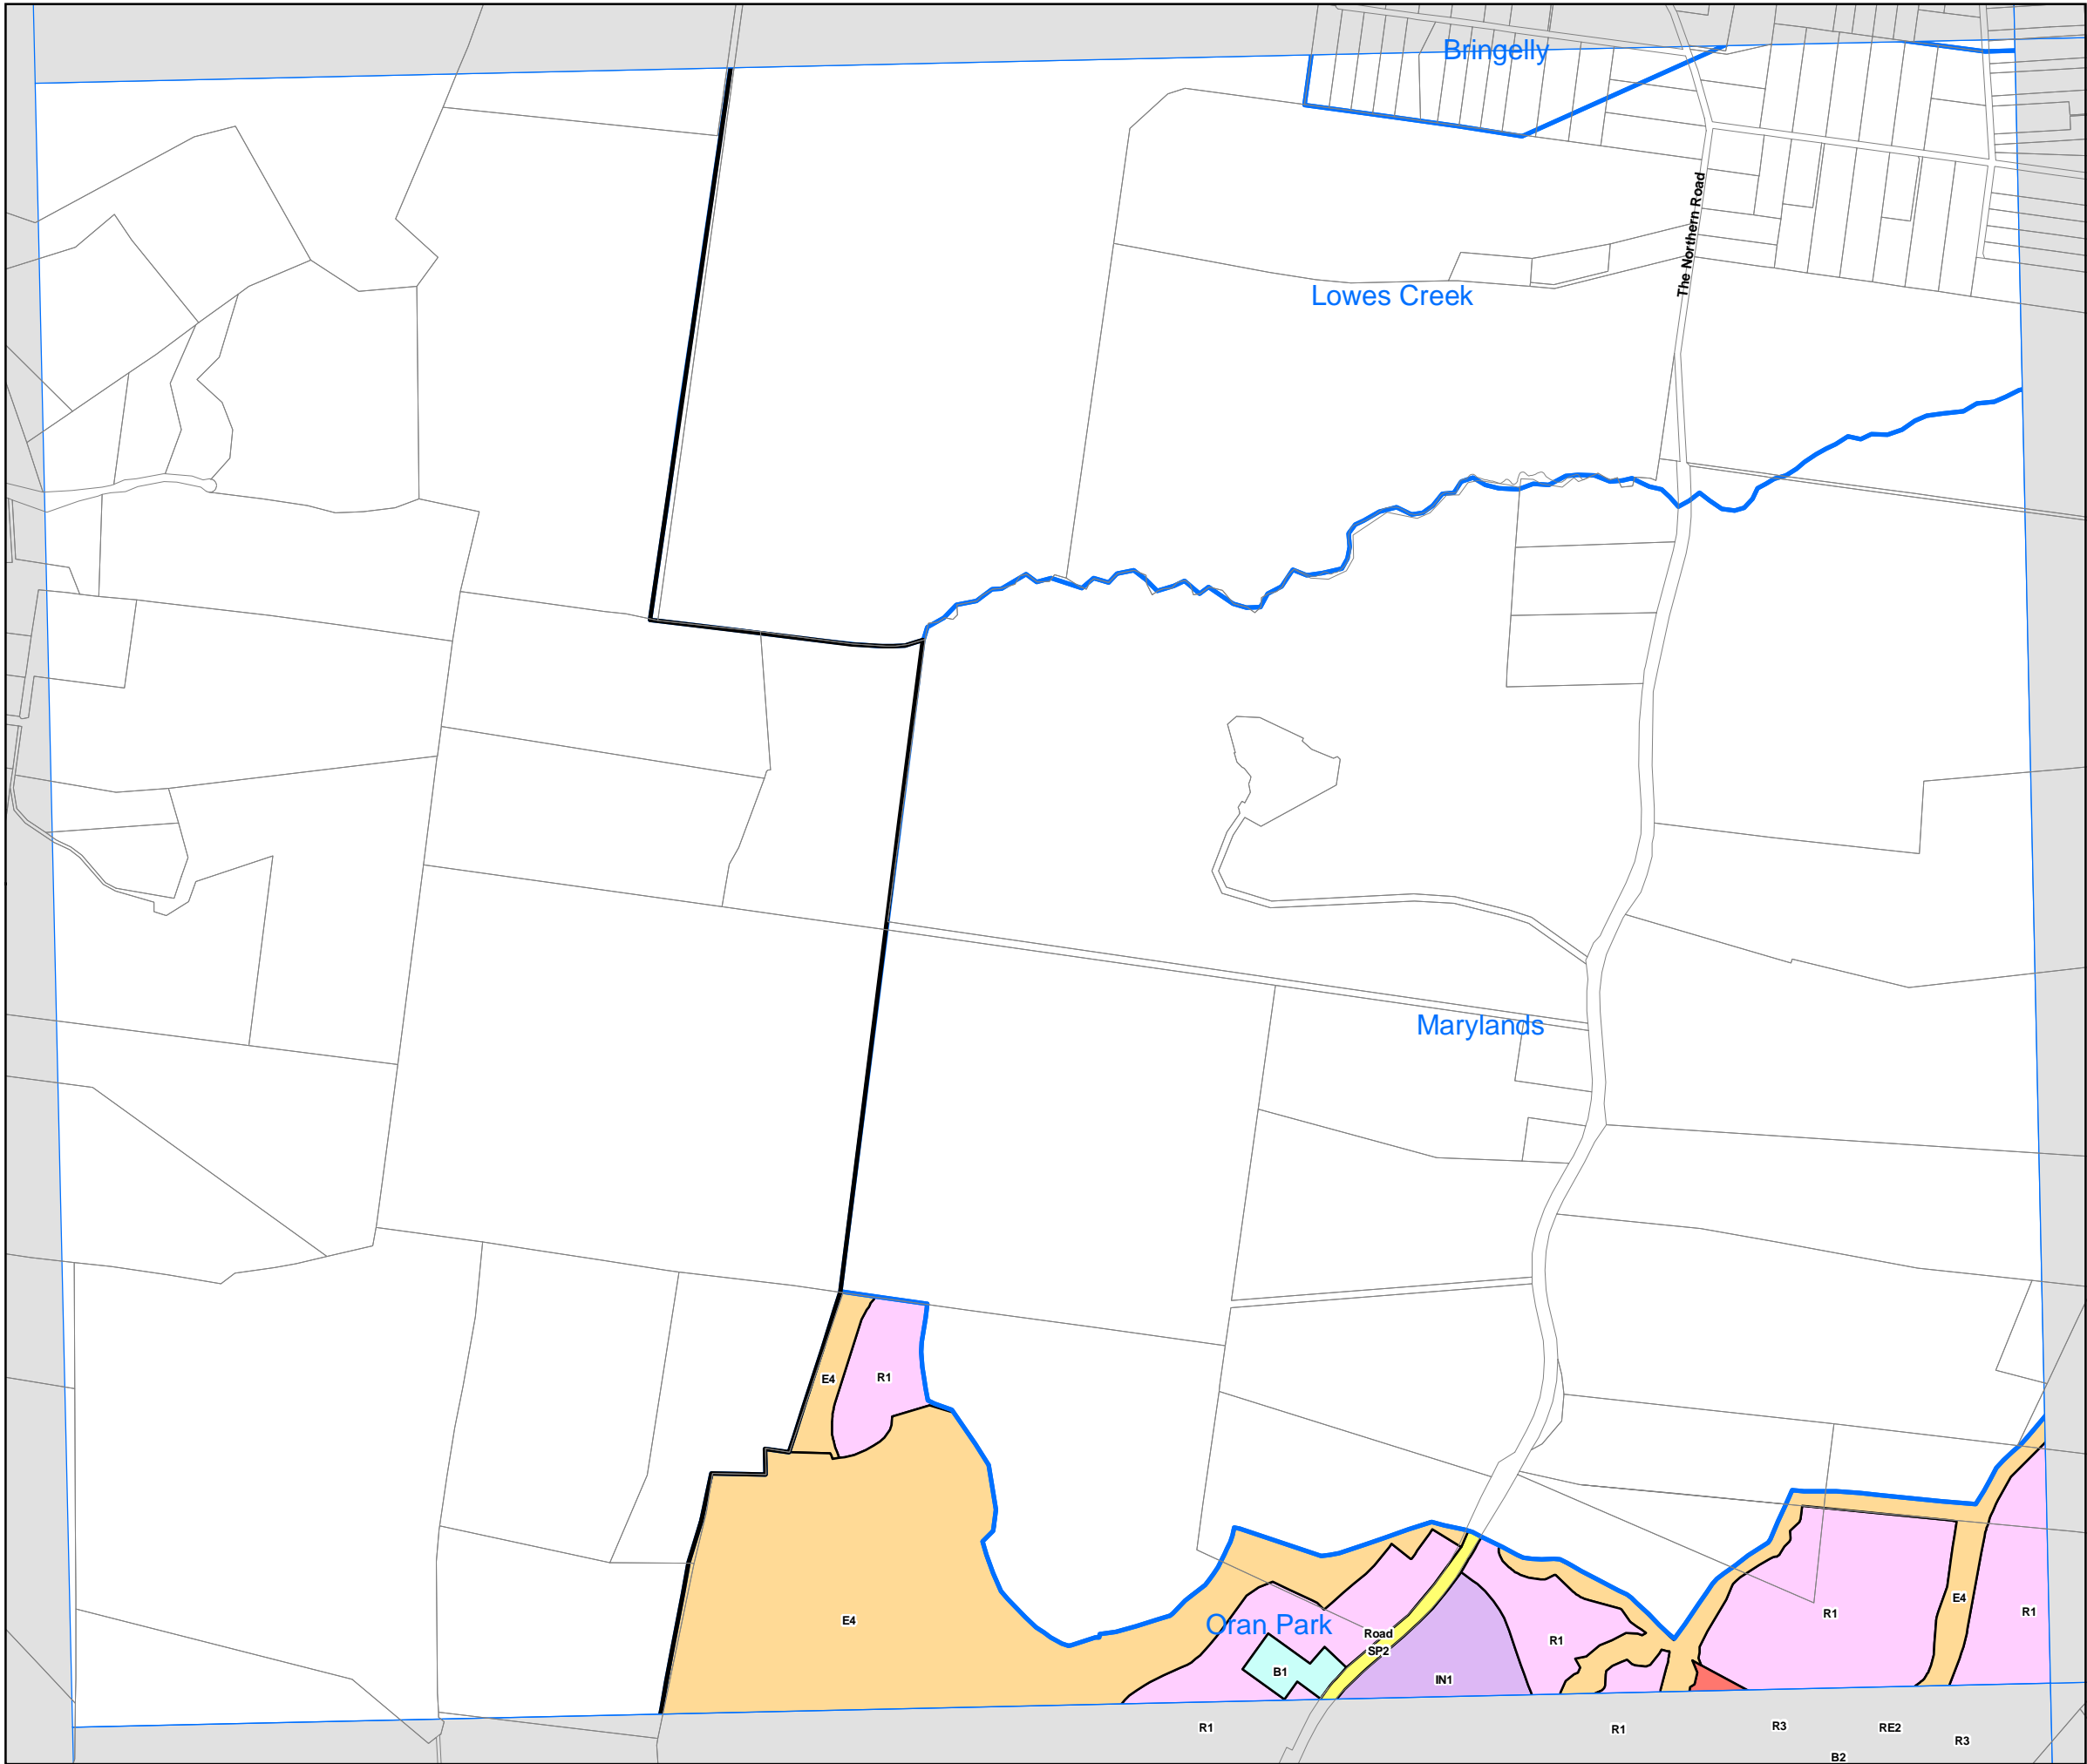 Bringelly
The Northern Road
Lowes Creek
Marylands
E4
R1
E4
Oran Park
Road
SP2
B1
IN1
R1
R1
E4
R1
R1
R1
R3
RE2
R3
B2